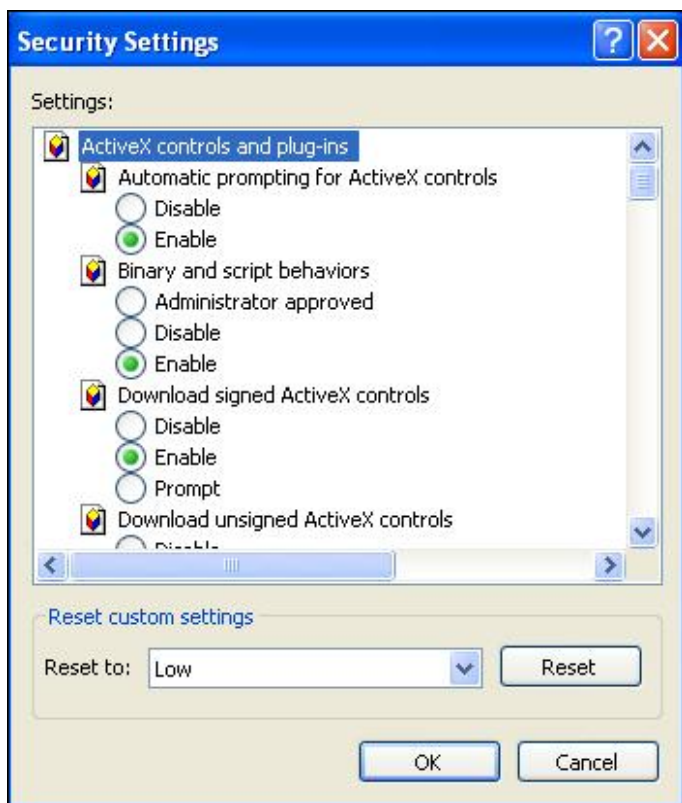 Security Settings
Settings:
ActiveX controls and plug-ins
Automatic prompting for ActiveX controls
Disable
Enable
Binary and script behaviors
Administrator approved
Disable
Enable
Download signed ActiveX controls
Disable
Enable
Prompt
Download unsigned ActiveX controls
Disable
Reset custom settings
Reset to: Low Reset
OK Cancel